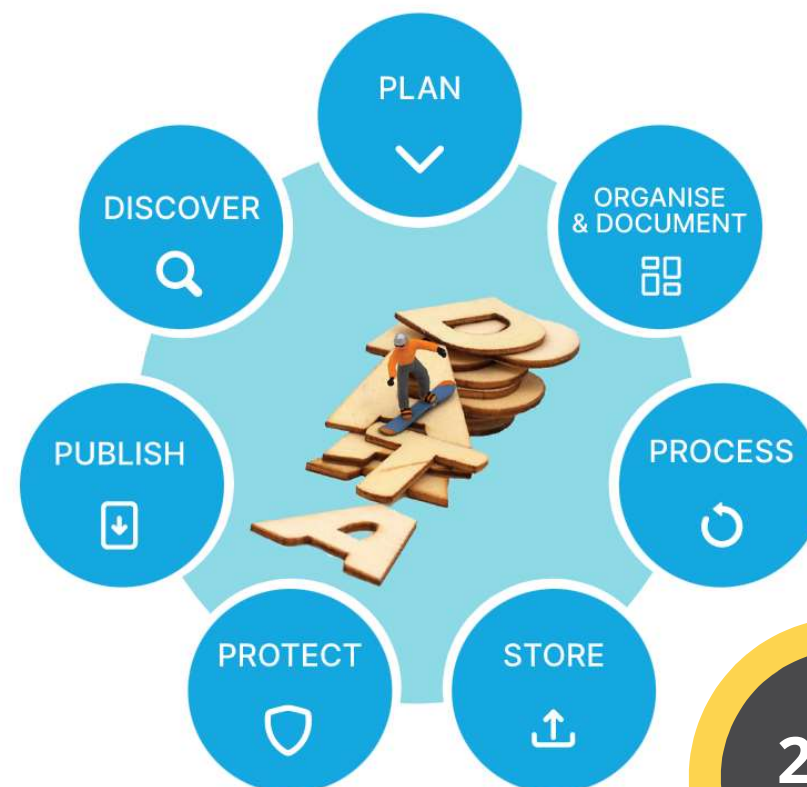 PLAN
ORGANISE
& DOCUMENT
PROCESS
STORE
PROTECT
PUBLISH
DISCOVER
D
A
T
A
2